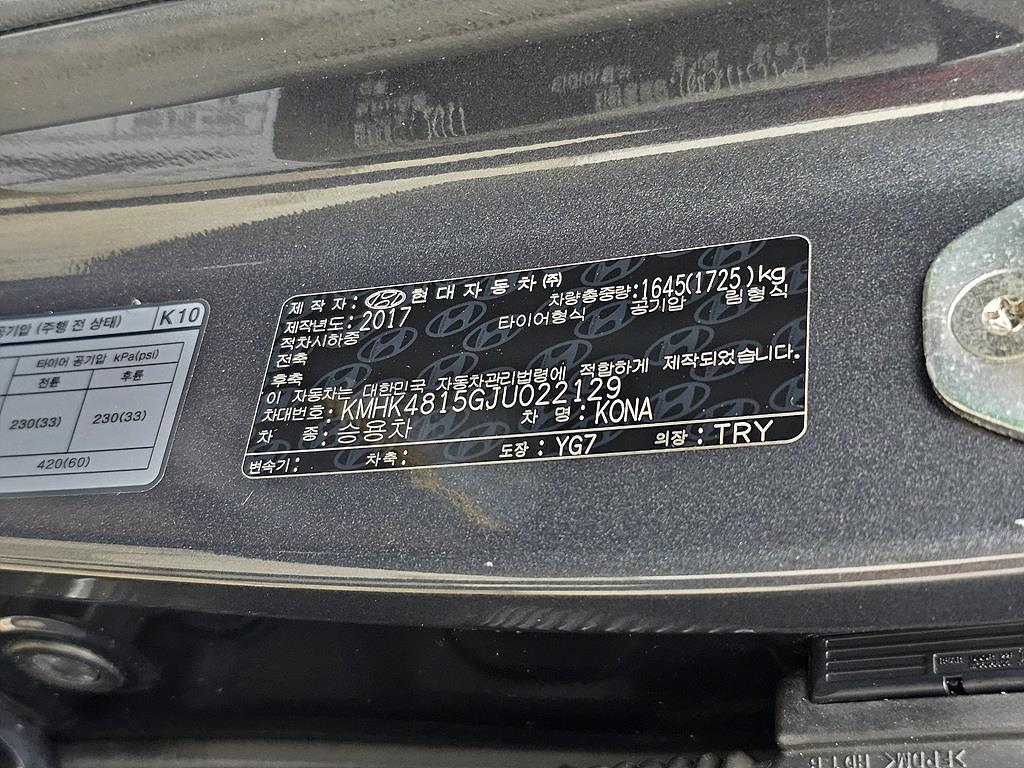 공기압 (주행 전 상태) K10
타이어 공기압 kPa(psi)
전륜 후륜
230(33) 230(33)
420(60)
제 작 자 : 현 대 자 동 차 ㈜ 차량총중량:1645(1725)kg
제작년도: 2017 타이어형식 공기압 림형식
적차시하중
전축
후축
이 자동차는 대한민국 자동차관리법령에 적합하게 제작되었습니다.
차대번호: KMHK4815GJU022129
차 종: 승용차 차 명: KONA
변속기: 차축: 도장: YG7 의장: TRY